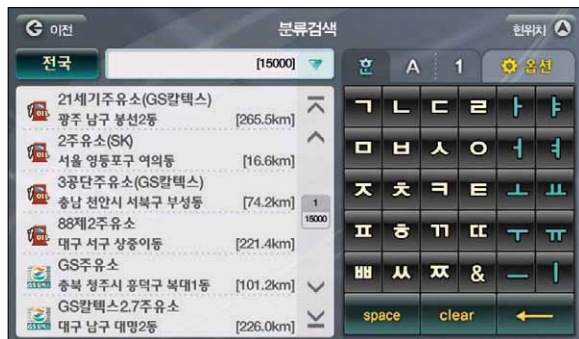 이전
분류검색
현위치
전국
[15000]
혼 A 1 옵션
21세기주유소(GS칼텍스)
광주 남구 봉선2동 [265.5km]
2주유소(SK)
서울 영등포구 여의동 [16.6km]
3공단주유소(GS칼텍스)
충남 천안시 서북구 부성동 [74.2km]
88제2주유소
대구 서구 상중이동 [221.4km]
GS주유소
충북 청주시 흥덕구 복대1동 [101.2km]
GS칼텍스2.7주유소
대구 남구 대명2동 [226.0km]
1
15000
ㄱ ㄴ ㄷ ㄹ ㅏ ㅑ
ㅁ ㅂ ㅅ ㅇ ㅓ ㅕ
ㅈ ㅊ ㅋ ㅌ ㅗ ㅛ
ㅍ ㅎ ㄲ ㄸ ㅜ ㅠ
ㅃ ㅆ ㅉ & ㅡ ㅣ
space clear